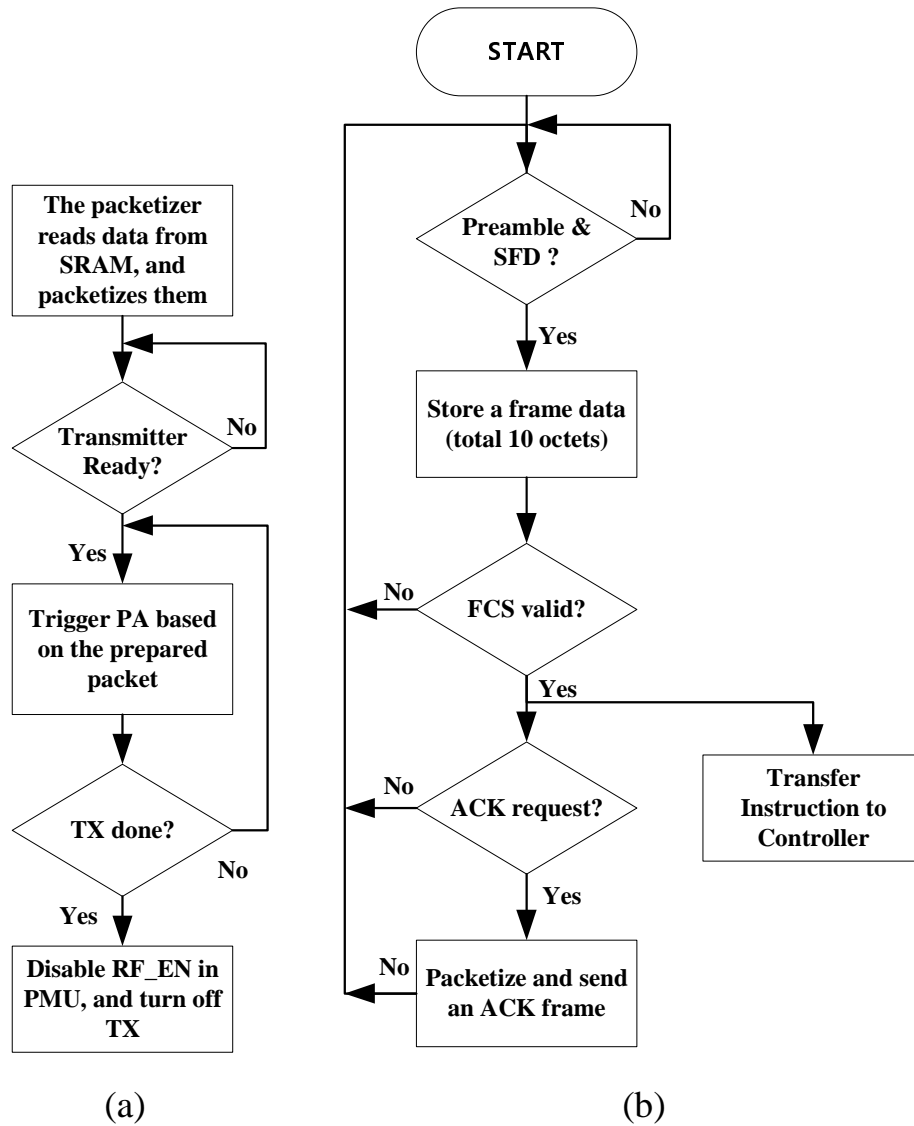 The packetizer
reads data from
SRAM, and
packetizes them
Transmitter
Ready?
No
Yes
Trigger PA based
on the prepared
packet
TX done?
No
Yes
Disable RF_EN in
PMU, and turn off
TX
(a)
START
Preamble &
SFD ?
No
Yes
Store a frame data
(total 10 octets)
FCS valid?
No
Yes
ACK request?
No
Transfer
Instruction to
Controller
Yes
Packetize and send
an ACK frame
No
(b)